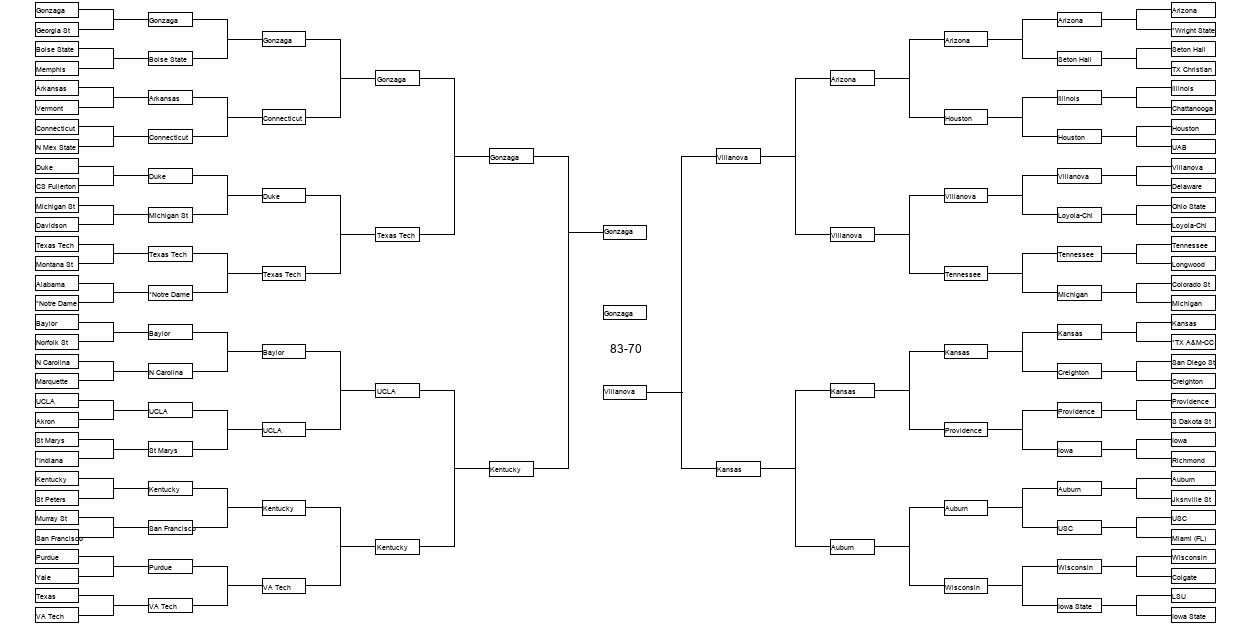 Gonzaga
Georgia St
Boise State
Memphis
Arkansas
Vermont
Connecticut
N Mex State
Duke
CS Fullerton
Michigan St
Davidson
Texas Tech
Montana St
Alabama
*Notre Dame
Baylor
Norfolk St
N Carolina
Marquette
UCLA
Akron
St Marys
*Indiana
Kentucky
St Peters
Murray St
San Francisco
Purdue
Yale
Texas
VA Tech
Gonzaga
Boise State
Arkansas
Connecticut
Duke
Michigan St
Texas Tech
*Notre Dame
Baylor
N Carolina
UCLA
St Marys
Kentucky
San Francisco
Purdue
VA Tech
Gonzaga
Connecticut
Duke
Texas Tech
Baylor
UCLA
Kentucky
VA Tech
Gonzaga
Texas Tech
UCLA
Kentucky
Gonzaga
Kentucky
Gonzaga
Gonzaga
83-70
Villanova
Villanova
Kansas
Arizona
Villanova
Kansas
Auburn
Arizona
Houston
Villanova
Tennessee
Kansas
Providence
Auburn
Wisconsin
Arizona
Seton Hall
Illinois
Houston
Villanova
Loyola-Chi
Tennessee
Michigan
Kansas
Creighton
Providence
Iowa
Auburn
USC
Wisconsin
Iowa State
Arizona
*Wright State
Seton Hall
TX Christian
Illinois
Chattanooga
Houston
UAB
Villanova
Delaware
Ohio State
Loyola-Chi
Tennessee
Longwood
Colorado St
Michigan
Kansas
*TX A&M-CC
San Diego St
Creighton
Providence
S Dakota St
Iowa
Richmond
Auburn
Jksnville St
USC
Miami (FL)
Wisconsin
Colgate
LSU
Iowa State